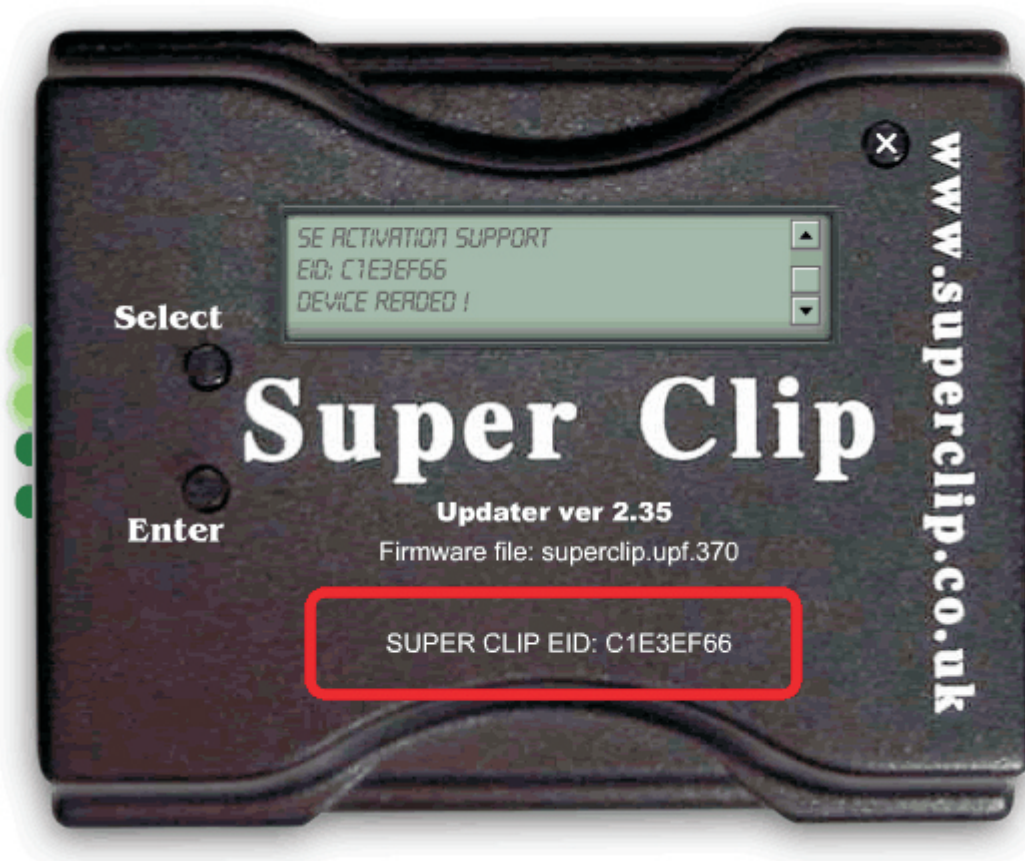 SE ACTIVATION SUPPORT
EID: C1E3EF66
DEVICE READED !
Select
Super Clip
Enter
Updater ver 2.35
Firmware file: superclip.upf.370
SUPER CLIP EID: C1E3EF66
www.superclip.co.uk